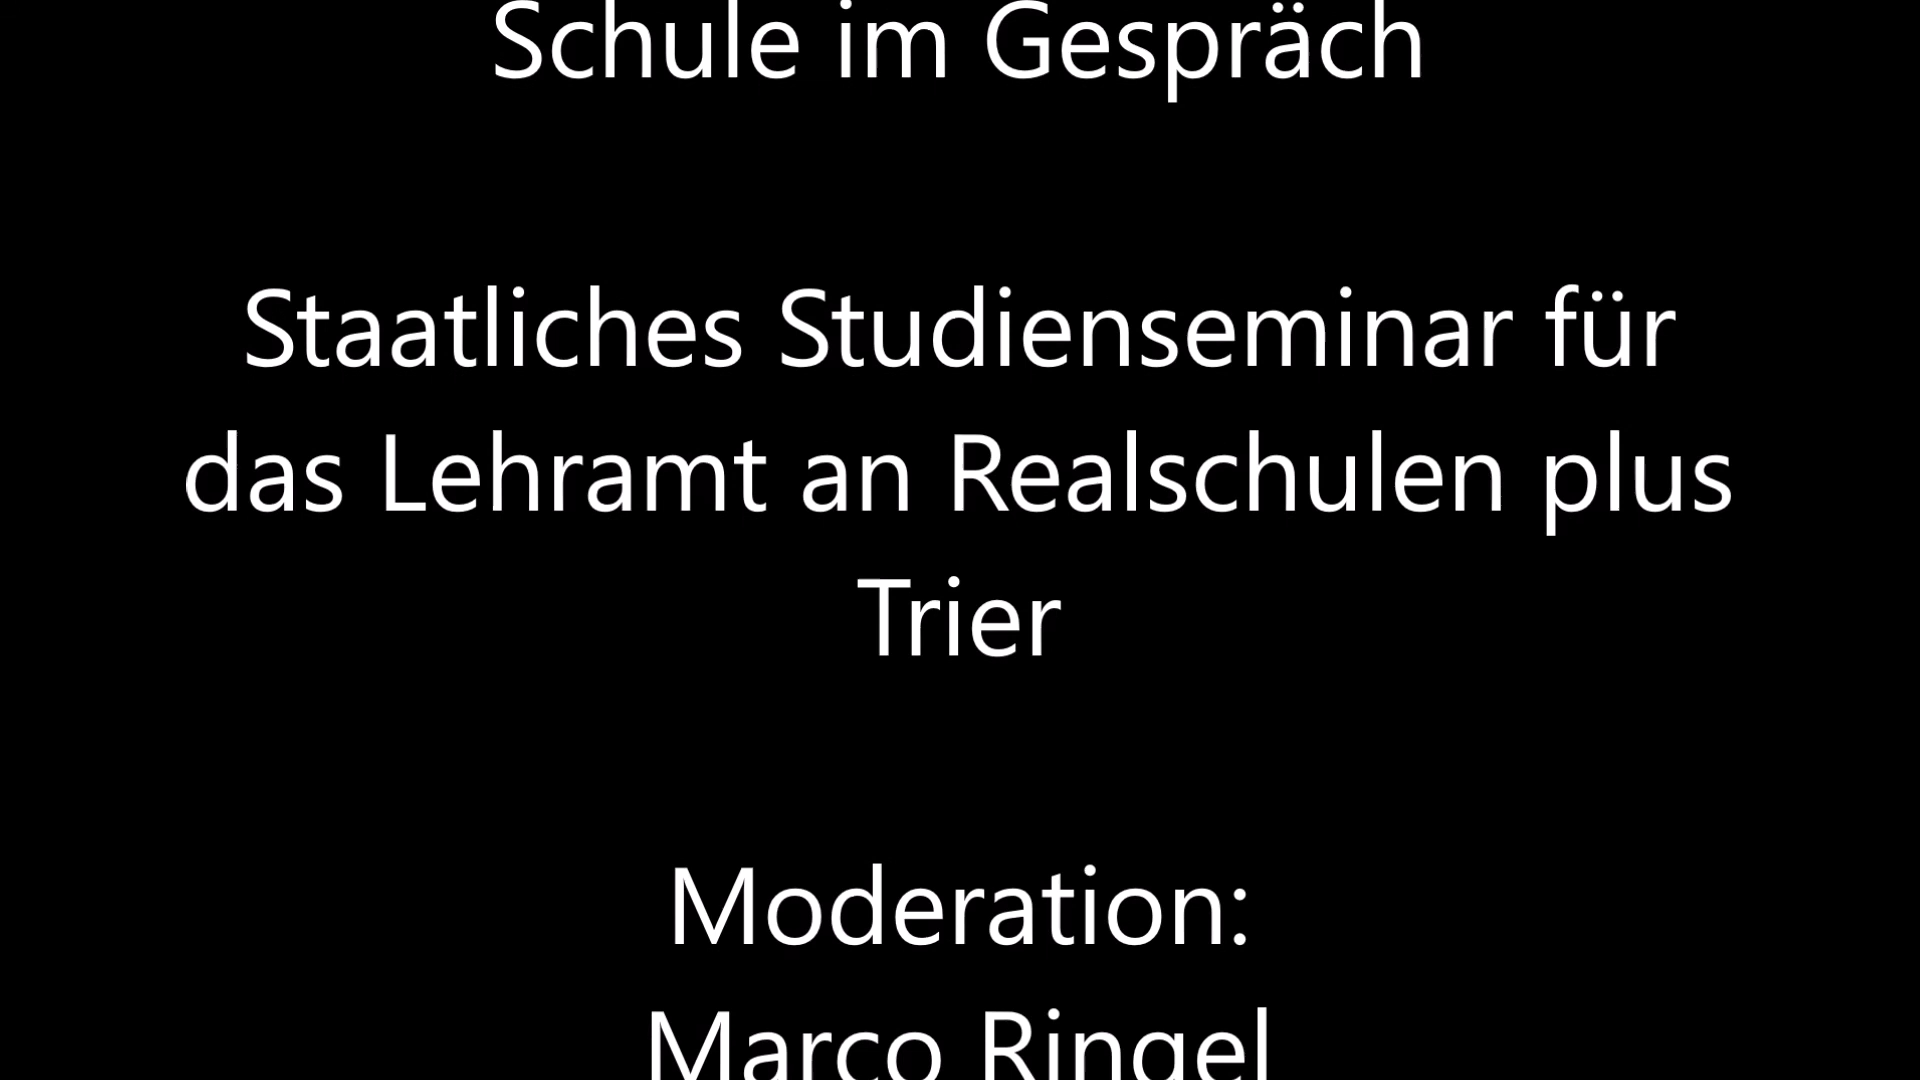 Schule im Gespräch
Staatliches Studienseminar für
das Lehramt an Realschulen plus
Trier
Moderation:
Marco Ringel